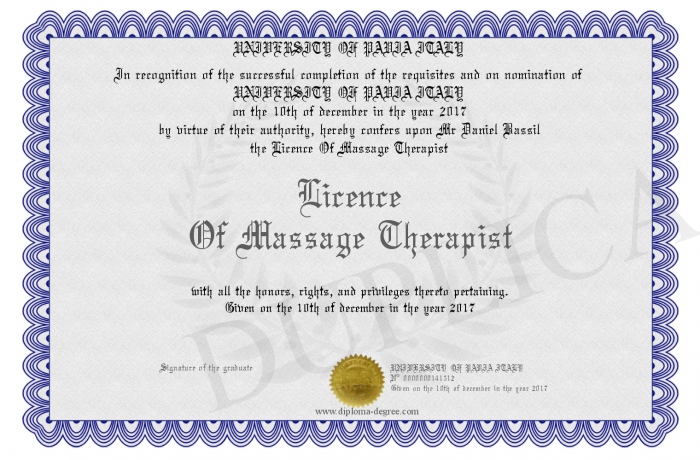 UNIVERSITY OF PAVIA ITALY
In recognition of the successful completion of the requisites and on nomination of
UNIVERSITY OF PAVIA ITALY
on the 10th of december in the year 2017
by virtue of their authority, hereby confers upon Mr Daniel Bassil
the Licence Of Massage Therapist
Licence
Of Massage Therapist
with all the honors, rights, and privileges thereto pertaining.
Given on the 10th of december in the year 2017
DUPLICA
Signature of the graduate
UNIVERSITY OF PAVIA ITALY
N° 0000000141312
Given on the 10th of december in the year 2017
www.diploma-degree.com